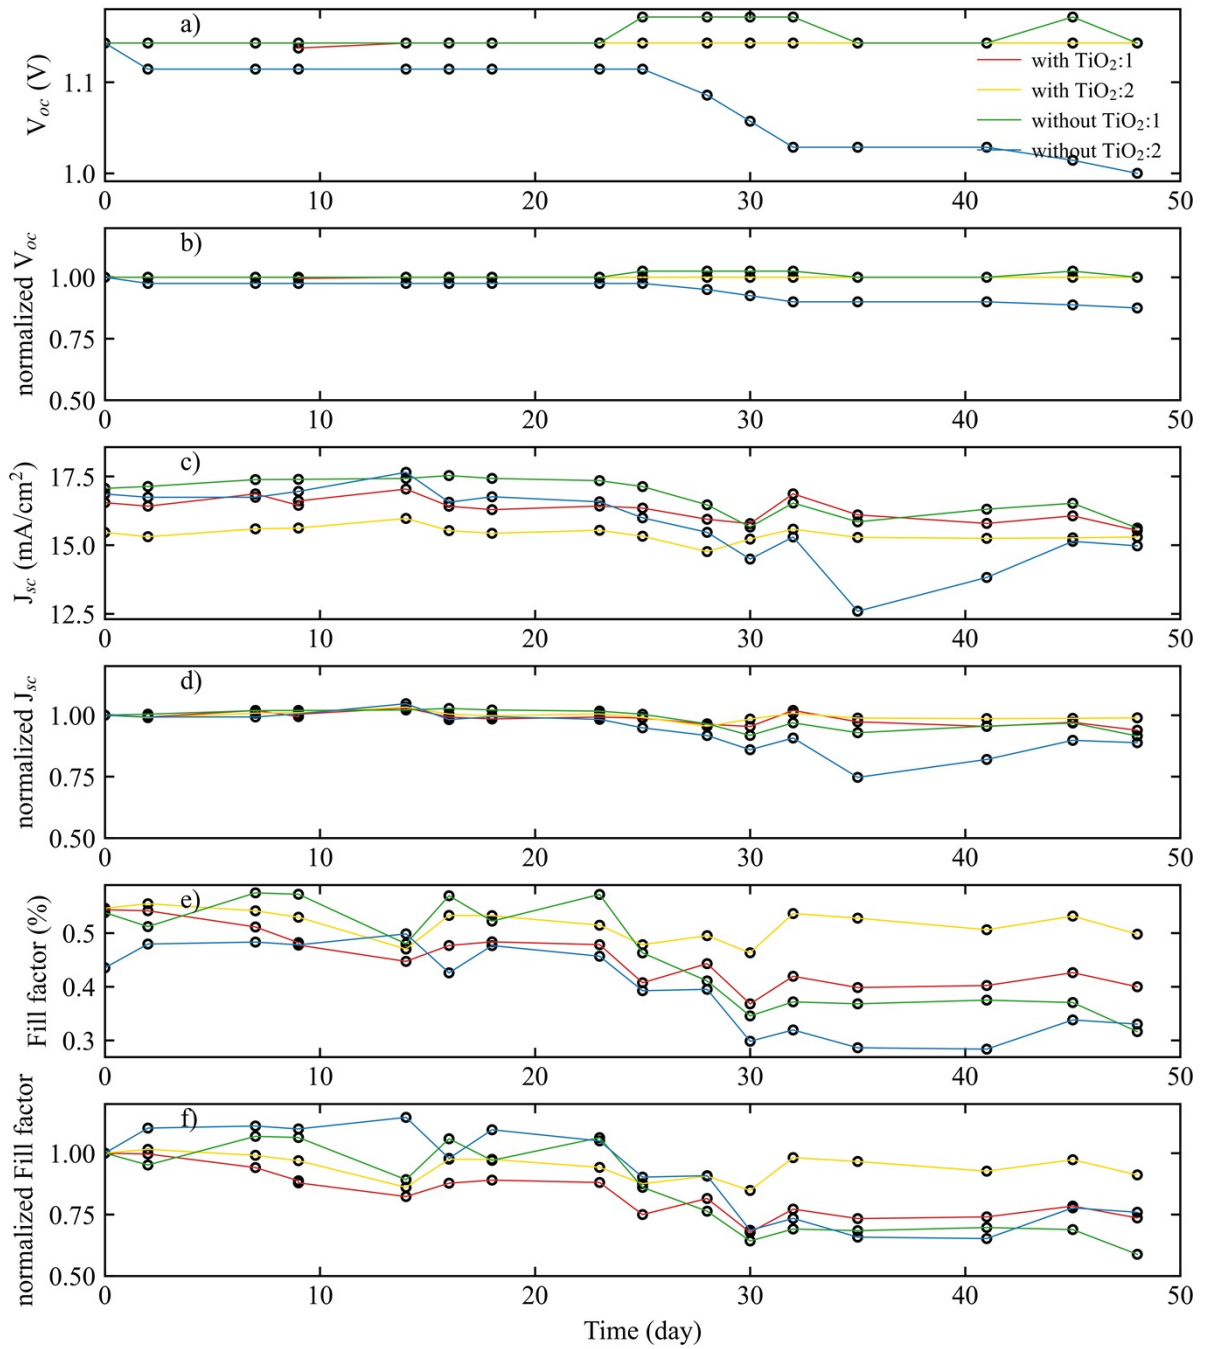 a)
V_oc (V)
1.1
1.0
with TiO₂:1
with TiO₂:2
without TiO₂:1
without TiO₂:2
0 10 20 30 40 50
b)
normalized V_oc
1.00
0.75
0.50
0 10 20 30 40 50
c)
J_sc (mA/cm²)
17.5
15.0
12.5
0 10 20 30 40 50
d)
normalized J_sc
1.00
0.75
0.50
0 10 20 30 40 50
e)
Fill factor (%)
0.5
0.4
0.3
0 10 20 30 40 50
f)
normalized Fill factor
1.00
0.75
0.50
0 10 20 30 40 50
Time (day)